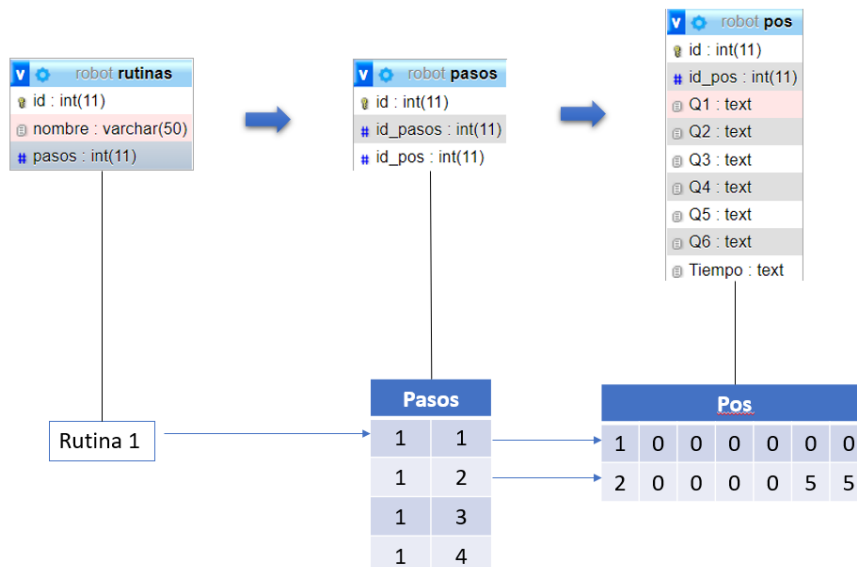 robot rutinas
id : int(11)
nombre : varchar(50)
# pasos : int(11)
robot pasos
id : int(11)
# id_pasos : int(11)
# id_pos : int(11)
robot pos
id : int(11)
# id_pos : int(11)
Q1 : text
Q2 : text
Q3 : text
Q4 : text
Q5 : text
Q6 : text
Tiempo : text
Rutina 1
Pasos
1 1
1 2
1 3
1 4
Pos
1 0 0 0 0 0 0
2 0 0 0 0 5 5